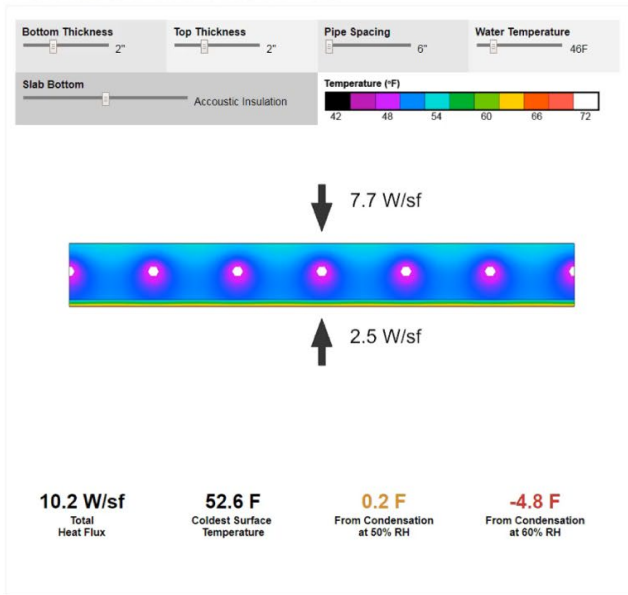 Bottom Thickness
2"
Top Thickness
2"
Pipe Spacing
6"
Water Temperature
46F
Slab Bottom
Accoustic Insulation
Temperature (ºF)
42 48 54 60 66 72
7.7 W/sf
2.5 W/sf
10.2 W/sf
Total
Heat Flux
52.6 F
Coldest Surface
Temperature
0.2 F
From Condensation
at 50% RH
-4.8 F
From Condensation
at 60% RH